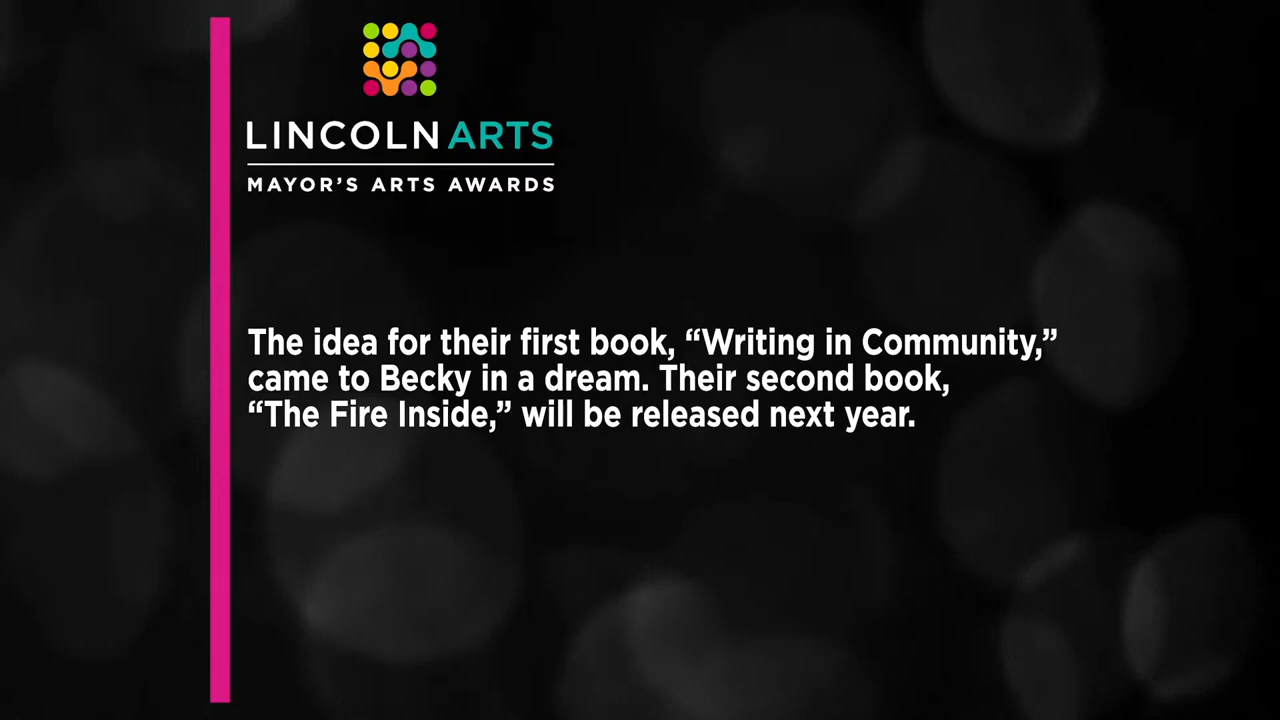 LINCOLN ARTS
MAYOR'S ARTS AWARDS
The idea for their first book, “Writing in Community,”
came to Becky in a dream. Their second book,
“The Fire Inside,” will be released next year.